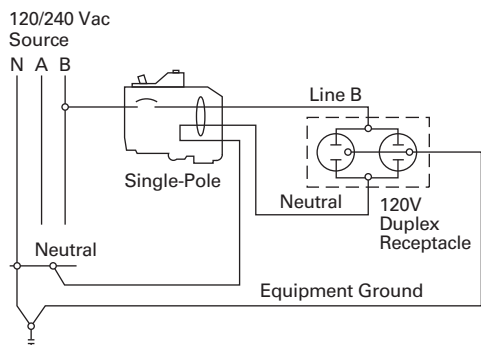 120/240 Vac
Source
N A B
Line B
Single-Pole
Neutral
120V
Duplex
Receptacle
Neutral
Equipment Ground